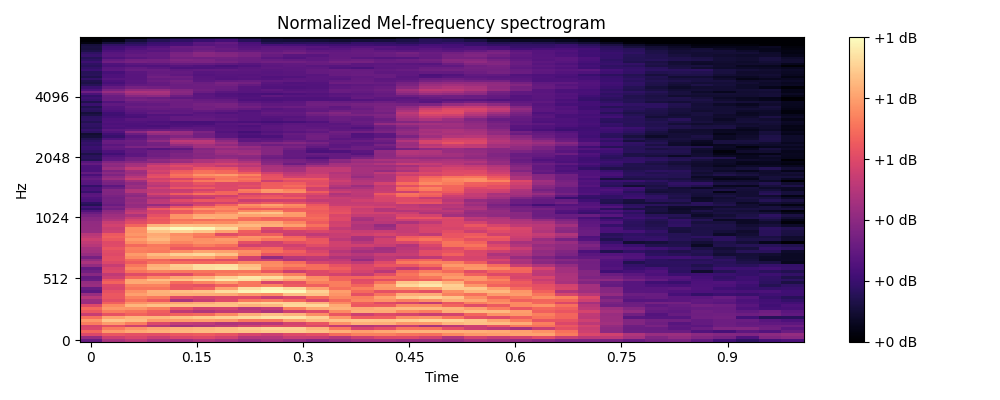 Normalized Mel-frequency spectrogram
Hz
4096
2048
1024
512
0
0 0.15 0.3 0.45 0.6 0.75 0.9
Time
+1 dB
+1 dB
+1 dB
+0 dB
+0 dB
+0 dB